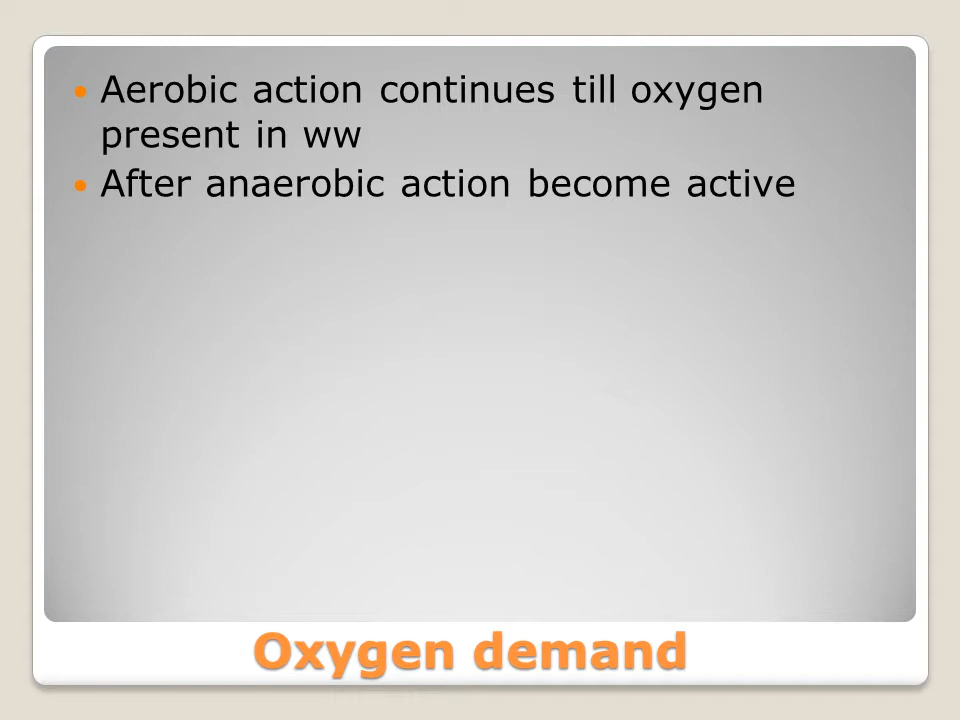 • Aerobic action continues till oxygen
present in ww
• After anaerobic action become active
Oxygen demand